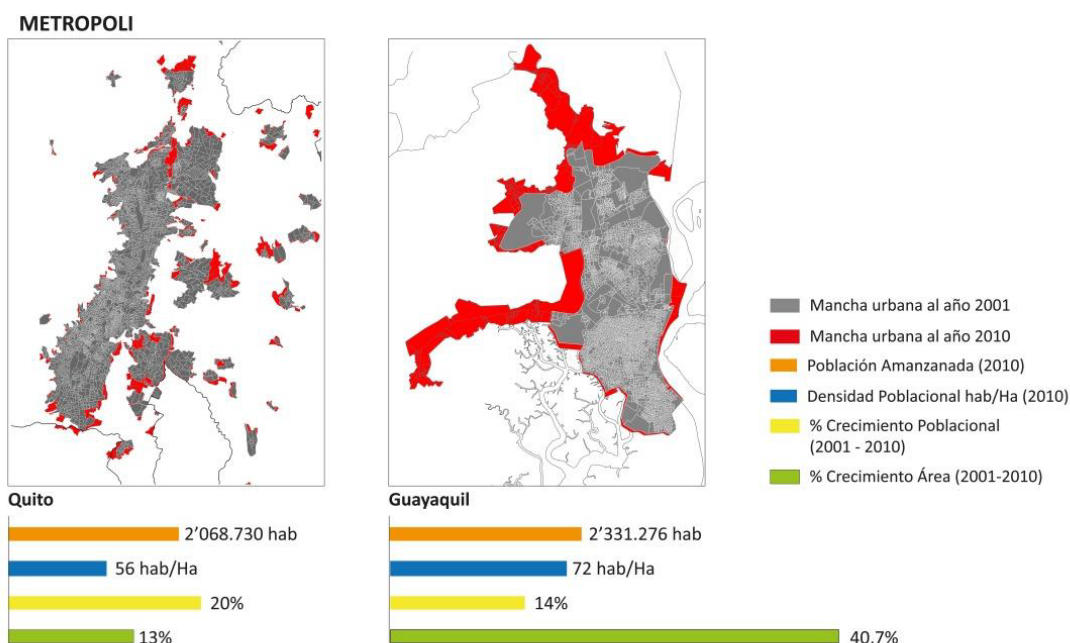 METROPOLI
Mancha urbana al año 2001
Mancha urbana al año 2010
Población Amanzanada (2010)
Densidad Poblacional hab/Ha (2010)
% Crecimiento Poblacional
(2001 - 2010)
% Crecimiento Área (2001-2010)
Quito
2’068.730 hab
56 hab/Ha
20%
13%
Guayaquil
2’331.276 hab
72 hab/Ha
14%
40.7%